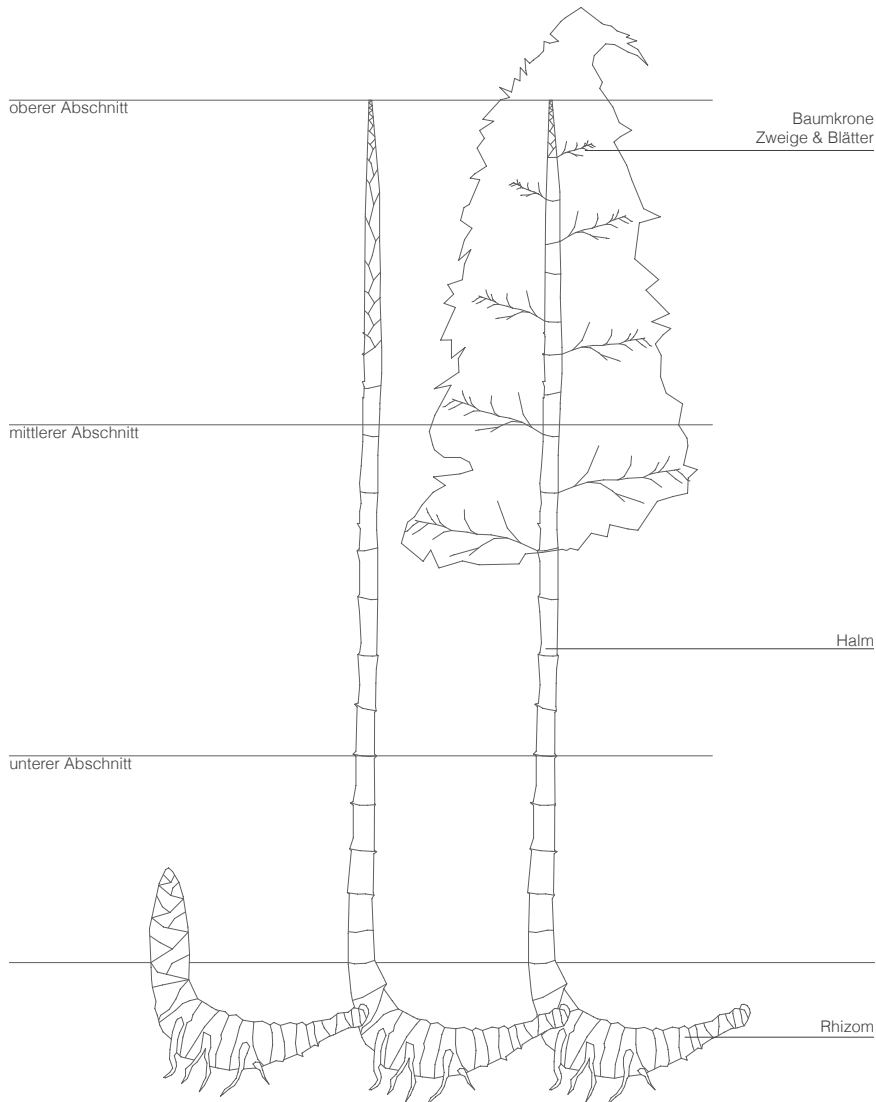 oberer Abschnitt
Baumkrone
Zweige & Blätter
mittlerer Abschnitt
Halm
unterer Abschnitt
Rhizom